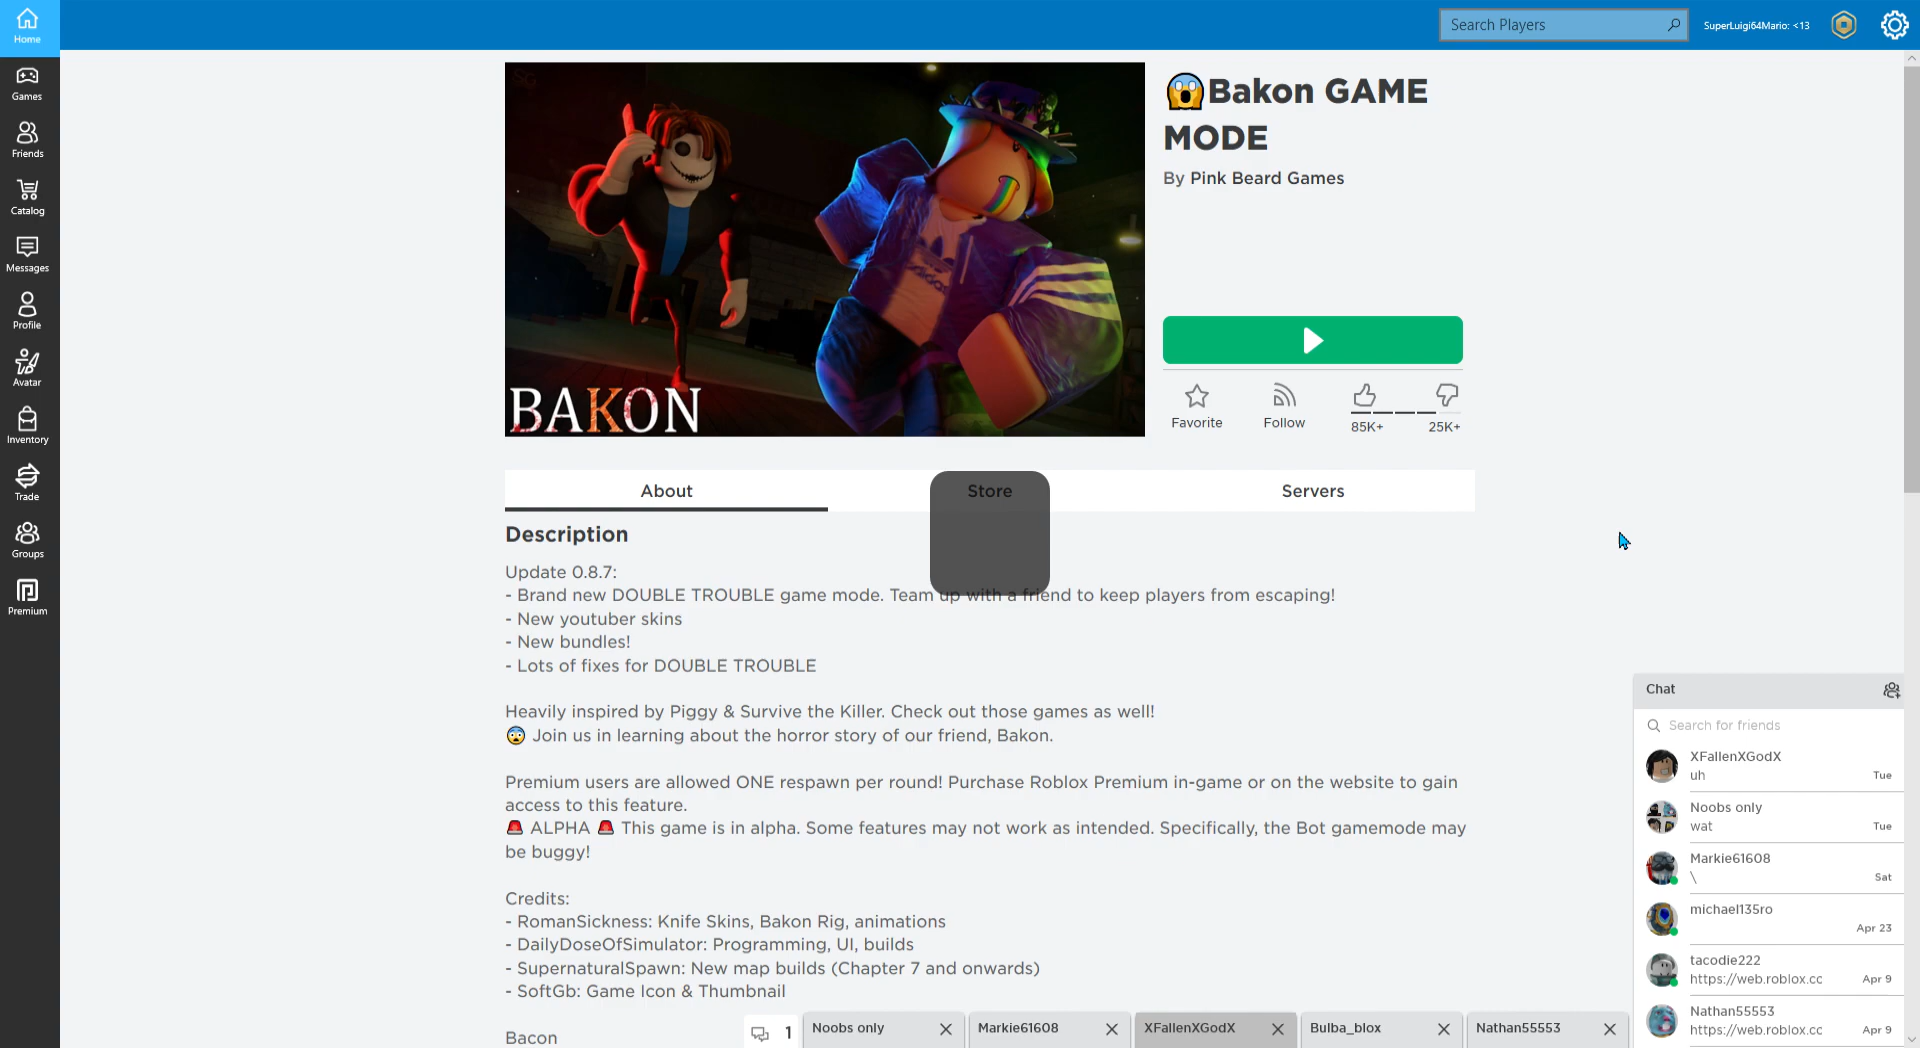 Home
Search Players
SuperLuigi64Mario: <13
Games
Friends
Catalog
Messages
Profile
Avatar
Inventory
Trade
Groups
Premium
SG
adidas
BAKON
😱Bakon GAME
MODE
By Pink Beard Games
Favorite
Follow
85K+
25K+
About
Store
Servers
Description
Update 0.8.7:
- Brand new DOUBLE TROUBLE game mode. Team up with a friend to keep players from escaping!
- New youtuber skins
- New bundles!
- Lots of fixes for DOUBLE TROUBLE
Heavily inspired by Piggy & Survive the Killer. Check out those games as well!
😨 Join us in learning about the horror story of our friend, Bakon.
Premium users are allowed ONE respawn per round! Purchase Roblox Premium in-game or on the website to gain
access to this feature.
🚨 ALPHA 🚨 This game is in alpha. Some features may not work as intended. Specifically, the Bot gamemode may
be buggy!
Credits:
- RomanSickness: Knife Skins, Bakon Rig, animations
- DailyDoseOfSimulator: Programming, UI, builds
- SupernaturalSpawn: New map builds (Chapter 7 and onwards)
- SoftGb: Game Icon & Thumbnail
Bacon
1
Noobs only
Markie61608
XFallenXGodX
Bulba_blox
Nathan55553
Chat
Search for friends
XFallenXGodX
uh Tue
Noobs only
wat Tue
Markie61608
\ Sat
michael135ro
Apr 23
tacodie222
https://web.roblox.cc Apr 9
Nathan55553
https://web.roblox.cc Apr 9